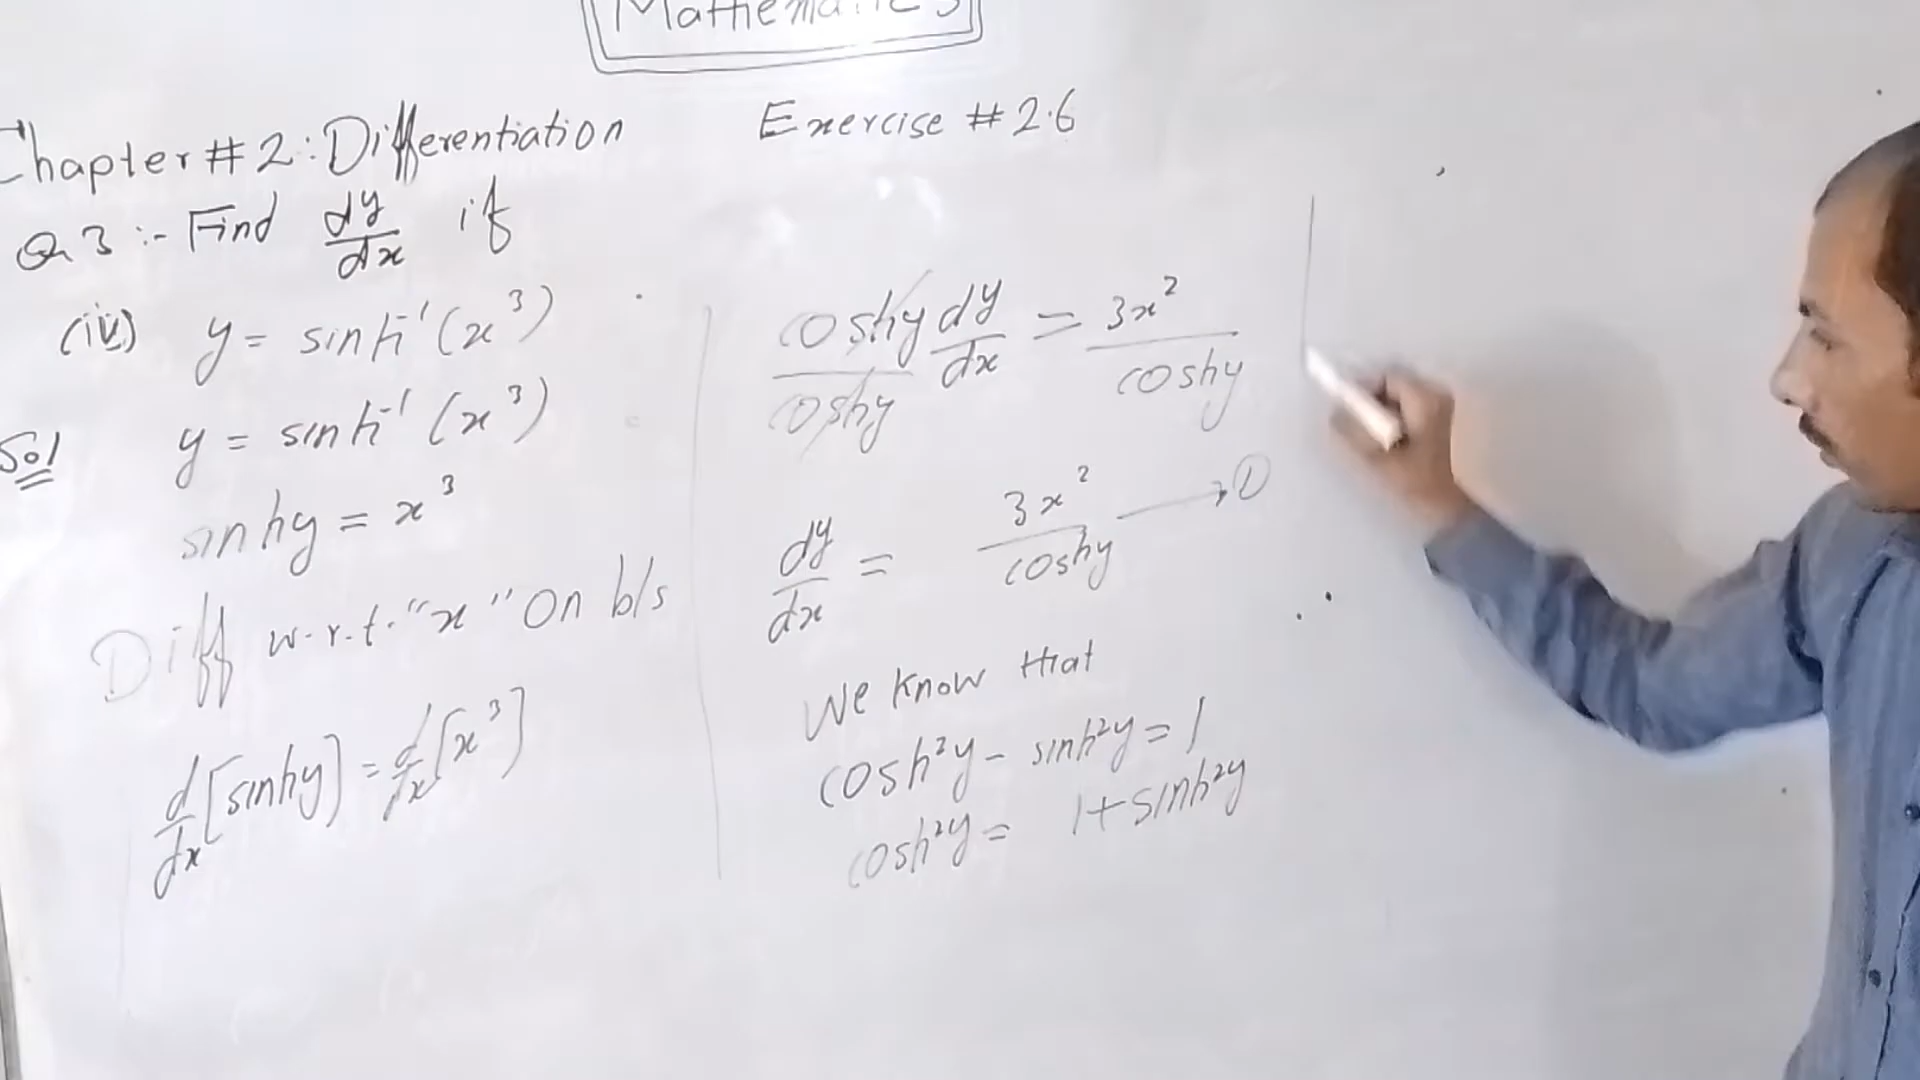 Mathematics
Chapter # 2 : Differentiation Exercise # 2.6
Q 3 :- Find dy/dx if
(iv) y = sinh⁻¹(x³)
Sol y = sinh⁻¹(x³)
sinhy = x³
Diff w.r.t. "x" On b/s
d/dx[sinhy] = d/dx[x³]
coshy/coshy dy/dx = 3x²/coshy
dy/dx = 3x²/coshy → ①
We know that
cosh²y - sinh²y = 1
cosh²y = 1 + sinh²y